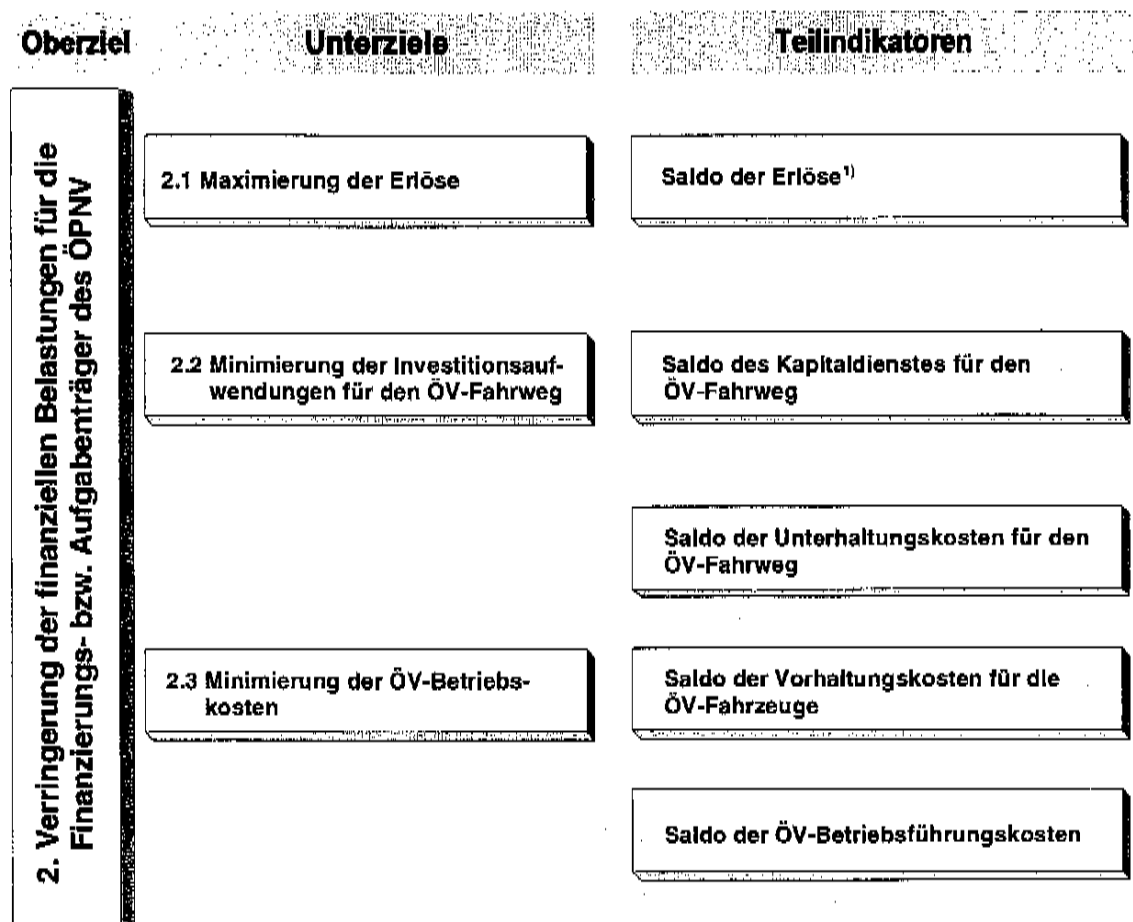 Oberziel
Unterziele
Teilindikatoren
2. Verringerung der finanziellen Belastungen für die
Finanzierungs- bzw. Aufgabenträger des ÖPNV
2.1 Maximierung der Erlöse
Saldo der Erlöse¹⁾
2.2 Minimierung der Investitionsauf-
wendungen für den ÖV-Fahrweg
Saldo des Kapitaldienstes für den
ÖV-Fahrweg
Saldo der Unterhaltungskosten für den
ÖV-Fahrweg
2.3 Minimierung der ÖV-Betriebs-
kosten
Saldo der Vorhaltungskosten für die
ÖV-Fahrzeuge
Saldo der ÖV-Betriebsführungskosten